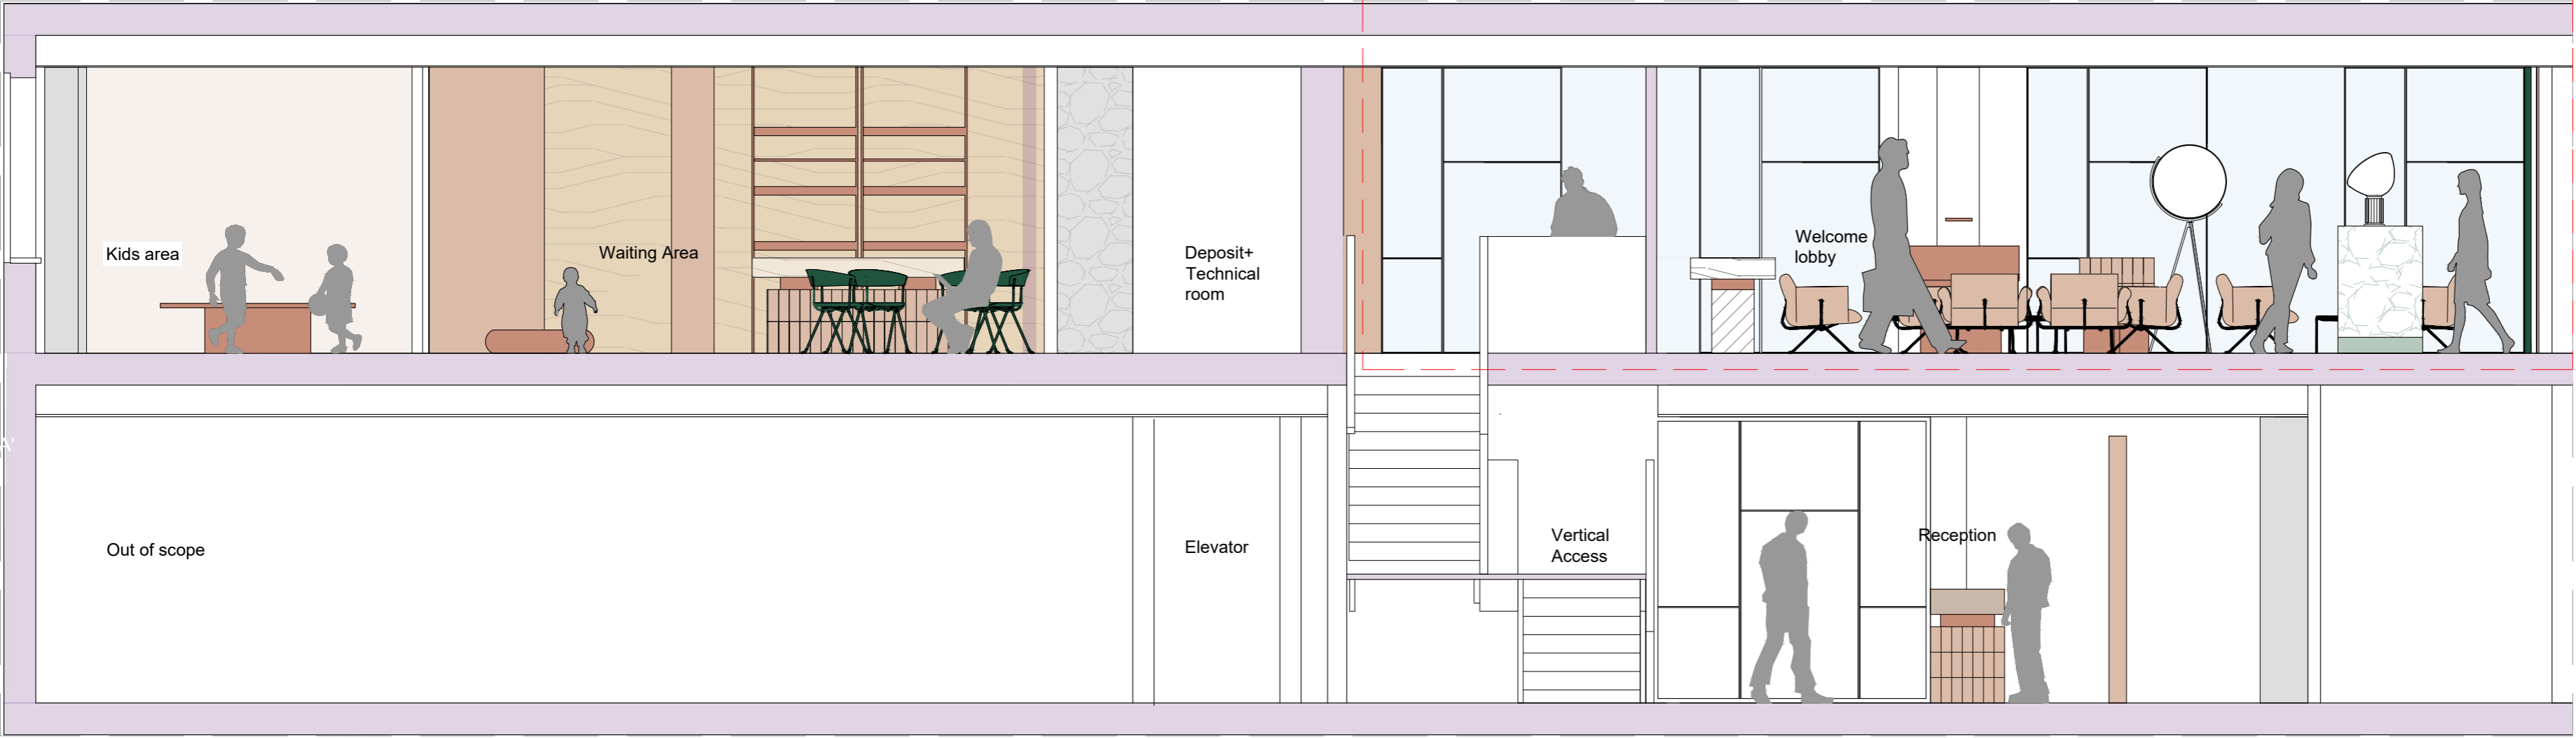 Kids area
Waiting Area
Deposit+
Technical
room
Welcome
lobby
A'
Out of scope
Elevator
Vertical
Access
Reception